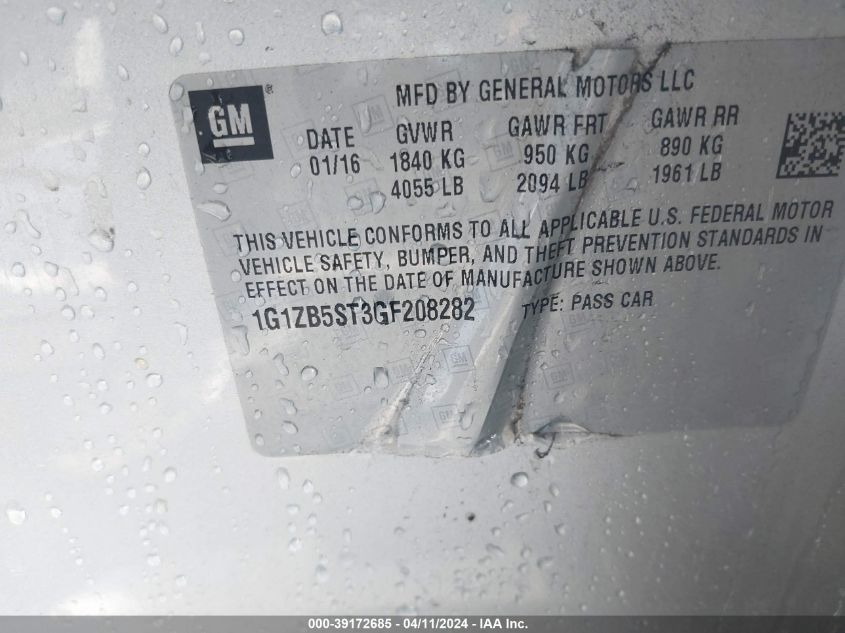 GM ®
MFD BY GENERAL MOTORS LLC
DATE GVWR GAWR FRT GAWR RR
01/16 1840 KG 950 KG 890 KG
4055 LB 2094 LB 1961 LB
THIS VEHICLE CONFORMS TO ALL APPLICABLE U.S. FEDERAL MOTOR
VEHICLE SAFETY, BUMPER, AND THEFT PREVENTION STANDARDS IN
EFFECT ON THE DATE OF MANUFACTURE SHOWN ABOVE.
1G1ZB5ST3GF208282 TYPE: PASS CAR
000-39172685 - 04/11/2024 - IAA Inc.